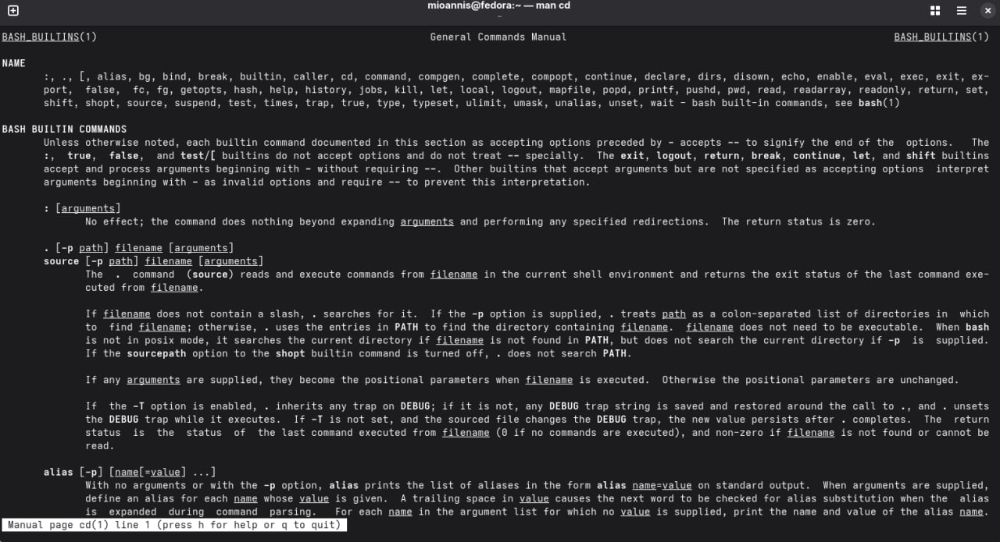 mioannis@fedora:~ — man cd
~
BASH_BUILTINS(1) General Commands Manual BASH_BUILTINS(1)
NAME
:, ., [, alias, bg, bind, break, builtin, caller, cd, command, compgen, complete, compopt, continue, declare, dirs, disown, echo, enable, eval, exec, exit, ex-
port, false, fc, fg, getopts, hash, help, history, jobs, kill, let, local, logout, mapfile, popd, printf, pushd, pwd, read, readarray, readonly, return, set,
shift, shopt, source, suspend, test, times, trap, true, type, typeset, ulimit, umask, unalias, unset, wait - bash built-in commands, see bash(1)
BASH BUILTIN COMMANDS
Unless otherwise noted, each builtin command documented in this section as accepting options preceded by - accepts -- to signify the end of the options. The
:, true, false, and test/[ builtins do not accept options and do not treat -- specially. The exit, logout, return, break, continue, let, and shift builtins
accept and process arguments beginning with - without requiring --. Other builtins that accept arguments but are not specified as accepting options interpret
arguments beginning with - as invalid options and require -- to prevent this interpretation.
: [arguments]
No effect; the command does nothing beyond expanding arguments and performing any specified redirections. The return status is zero.
. [-p path] filename [arguments]
source [-p path] filename [arguments]
The . command (source) reads and execute commands from filename in the current shell environment and returns the exit status of the last command exe-
cuted from filename.
If filename does not contain a slash, . searches for it. If the -p option is supplied, . treats path as a colon-separated list of directories in which
to find filename; otherwise, . uses the entries in PATH to find the directory containing filename. filename does not need to be executable. When bash
is not in posix mode, it searches the current directory if filename is not found in PATH, but does not search the current directory if -p is supplied.
If the sourcepath option to the shopt builtin command is turned off, . does not search PATH.
If any arguments are supplied, they become the positional parameters when filename is executed. Otherwise the positional parameters are unchanged.
If the -T option is enabled, . inherits any trap on DEBUG; if it is not, any DEBUG trap string is saved and restored around the call to ., and . unsets
the DEBUG trap while it executes. If -T is not set, and the sourced file changes the DEBUG trap, the new value persists after . completes. The return
status is the status of the last command executed from filename (0 if no commands are executed), and non-zero if filename is not found or cannot be
read.
alias [-p] [name[=value] ...]
With no arguments or with the -p option, alias prints the list of aliases in the form alias name=value on standard output. When arguments are supplied,
define an alias for each name whose value is given. A trailing space in value causes the next word to be checked for alias substitution when the alias
is expanded during command parsing. For each name in the argument list for which no value is supplied, print the name and value of the alias name.
Manual page cd(1) line 1 (press h for help or q to quit)